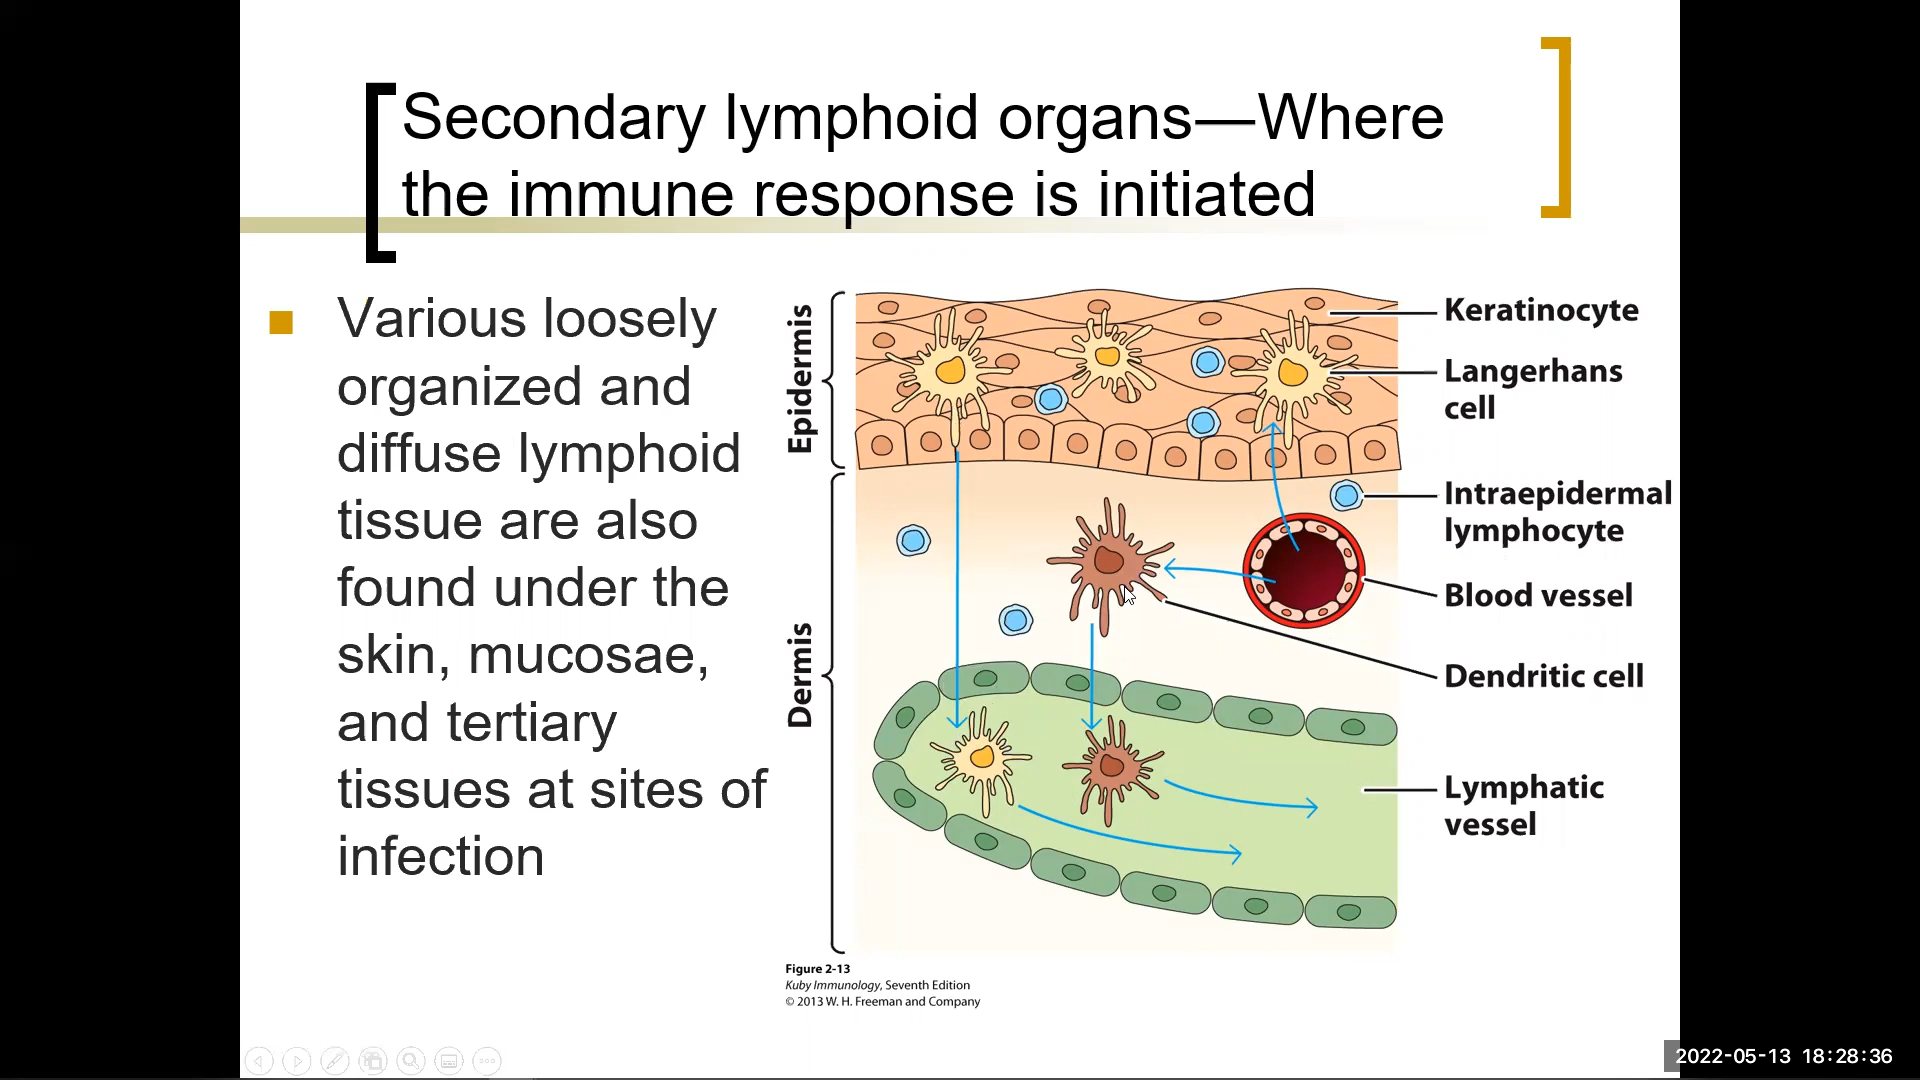 Secondary lymphoid organs—Where
the immune response is initiated
Various loosely
organized and
diffuse lymphoid
tissue are also
found under the
skin, mucosae,
and tertiary
tissues at sites of
infection
Epidermis
Dermis
Keratinocyte
Langerhans
cell
Intraepidermal
lymphocyte
Blood vessel
Dendritic cell
Lymphatic
vessel
Figure 2-13
Kuby Immunology, Seventh Edition
© 2013 W. H. Freeman and Company
2022-05-13 18:28:36